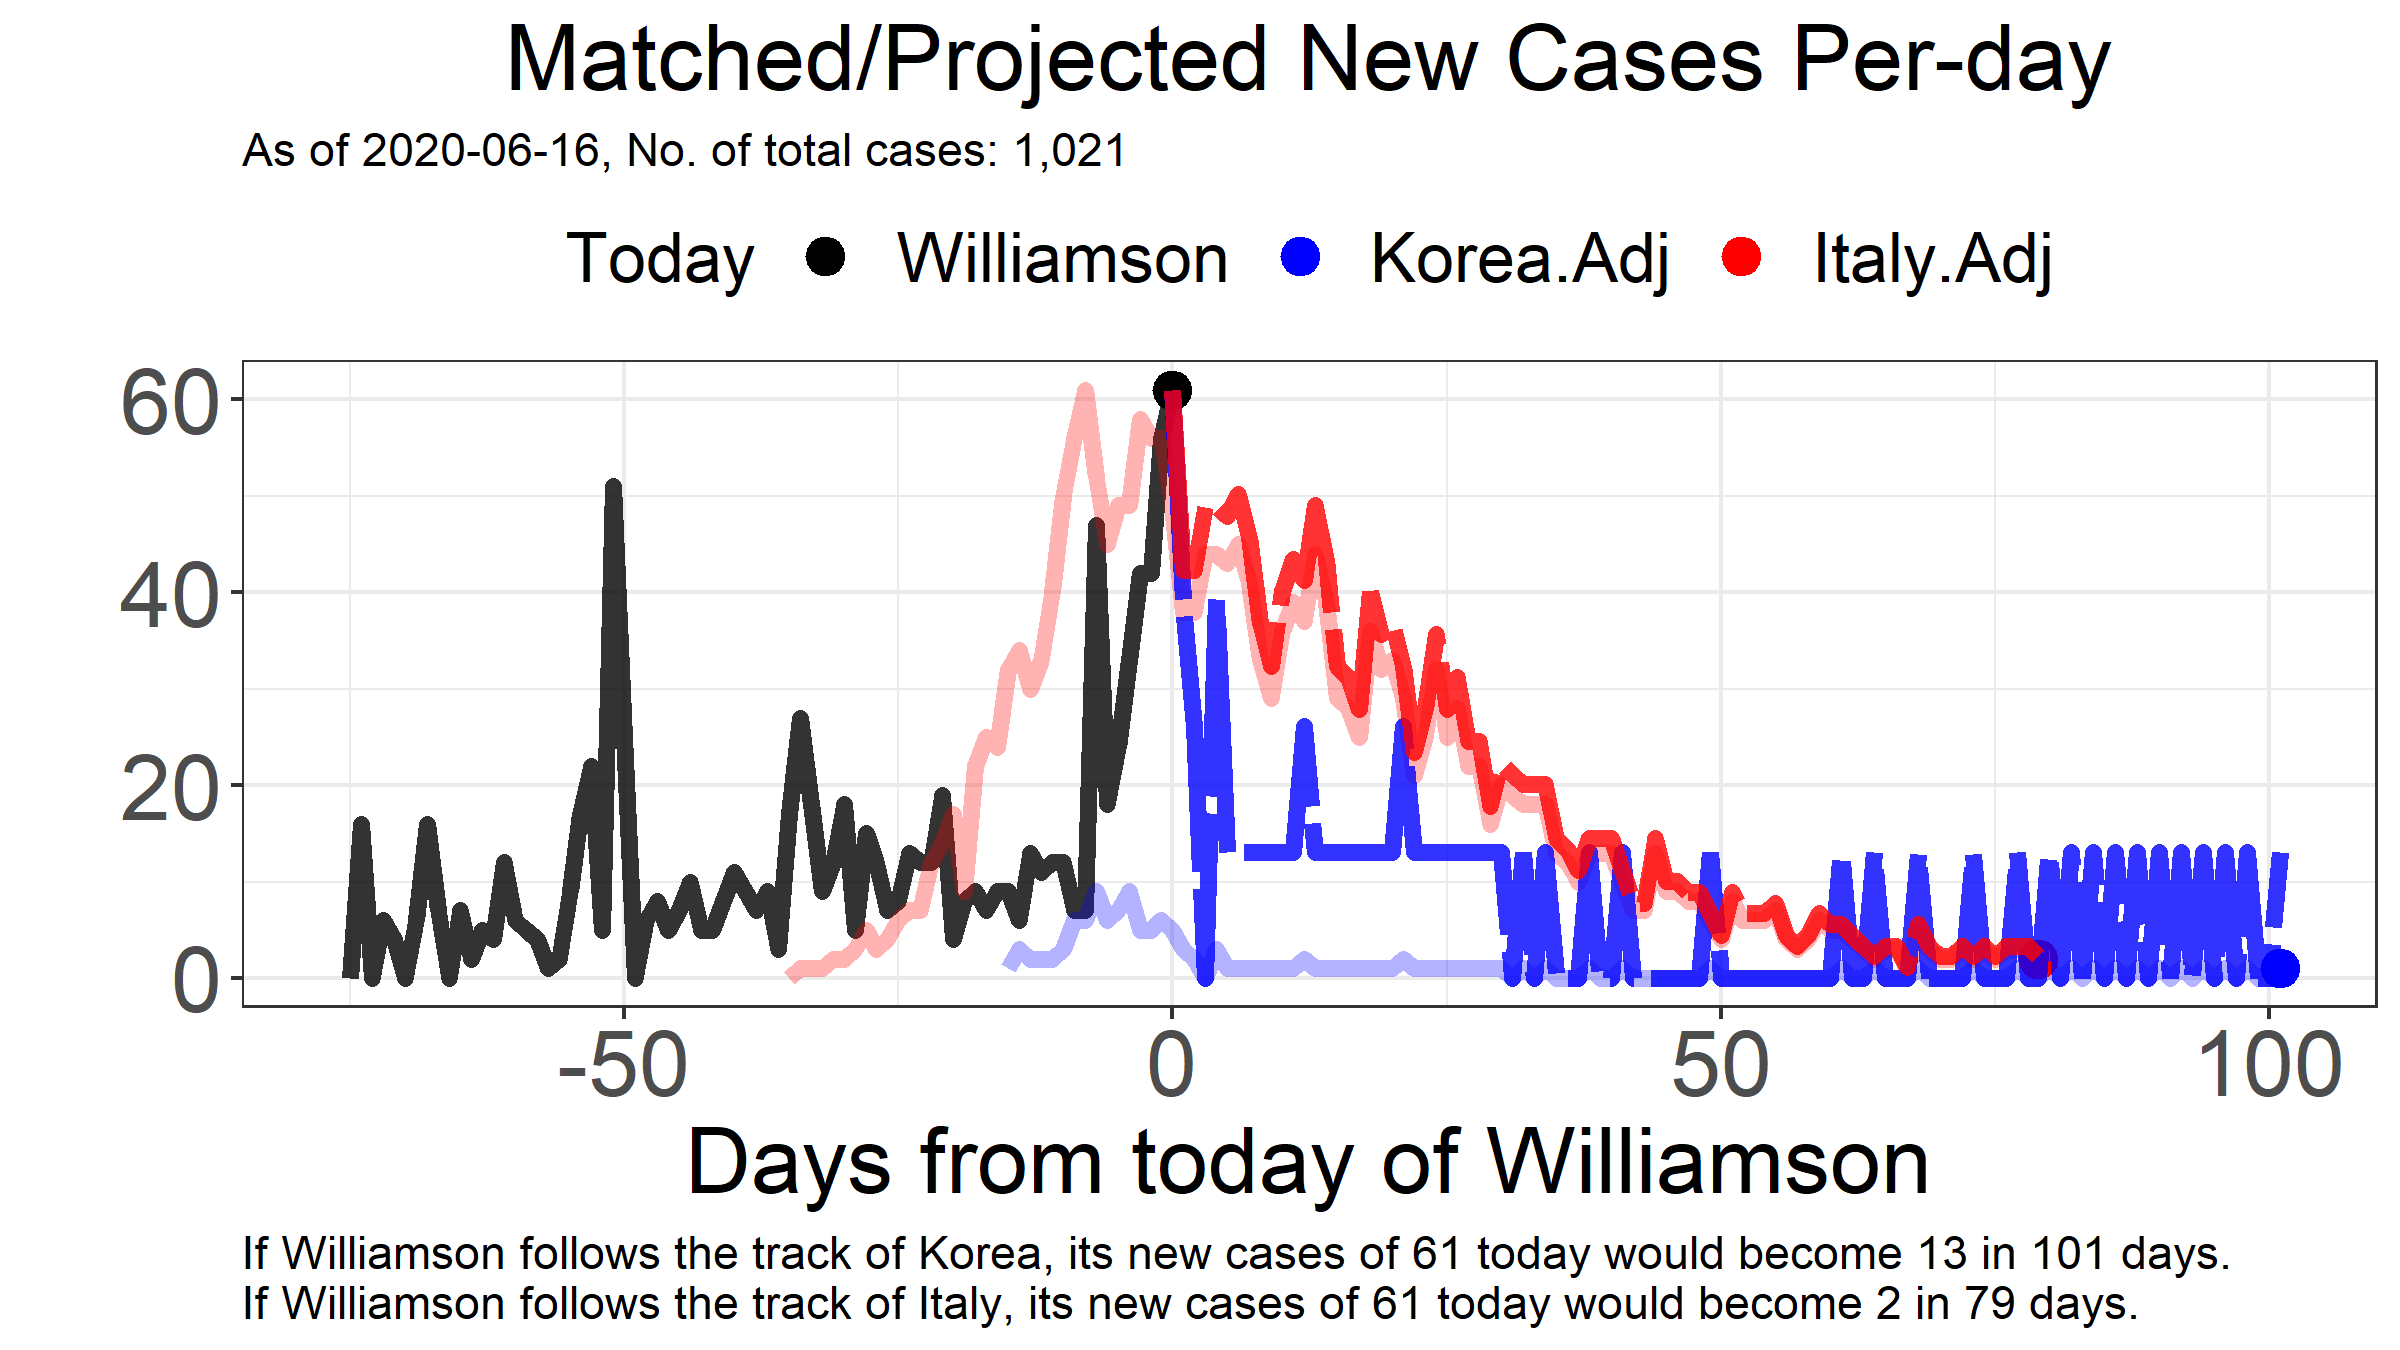 Matched/Projected New Cases Per-day
As of 2020-06-16, No. of total cases: 1,021
Today Williamson Korea.Adj Italy.Adj
60
40
20
0
-50 0 50 100
Days from today of Williamson
If Williamson follows the track of Korea, its new cases of 61 today would become 13 in 101 days.
If Williamson follows the track of Italy, its new cases of 61 today would become 2 in 79 days.